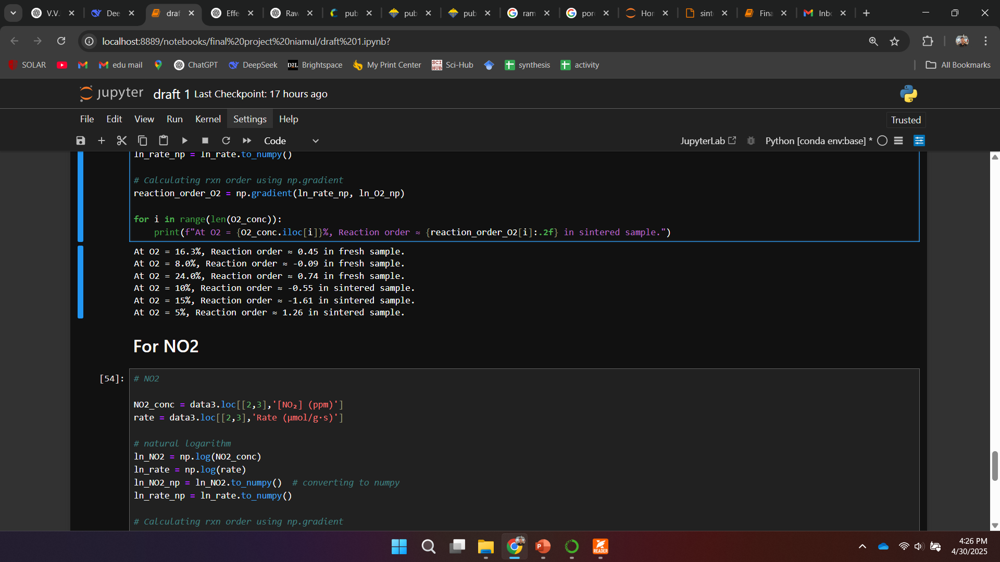 V.V.
Dee
draf
Effe
Raw
pub
pub
pub
ram
por
Hon
sint
Fina
Inbo
localhost:8889/notebooks/final%20project%20niamul/draft%201.ipynb?
SOLAR
edu mail
ChatGPT
DeepSeek
D2L Brightspace
My Print Center
SCI HUB Sci-Hub
synthesis
activity
All Bookmarks
jupyter draft 1 Last Checkpoint: 17 hours ago
File Edit View Run Kernel Settings Help
Trusted
Code
JupyterLab
Python [conda env:base] *
ln_rate_np = ln_rate.to_numpy()
# Calculating rxn order using np.gradient
reaction_order_O2 = np.gradient(ln_rate_np, ln_O2_np)
for i in range(len(O2_conc)):
print(f"At O2 = {O2_conc.iloc[i]}%, Reaction order ≈ {reaction_order_O2[i]:.2f} in sintered sample.")
At O2 = 16.3%, Reaction order ≈ 0.45 in fresh sample.
At O2 = 8.0%, Reaction order ≈ -0.09 in fresh sample.
At O2 = 24.0%, Reaction order ≈ 0.74 in fresh sample.
At O2 = 10%, Reaction order ≈ -0.55 in sintered sample.
At O2 = 15%, Reaction order ≈ -1.61 in sintered sample.
At O2 = 5%, Reaction order ≈ 1.26 in sintered sample.
For NO2
[54]:
# NO2
NO2_conc = data3.loc[[2,3],'[NO₂] (ppm)']
rate = data3.loc[[2,3],'Rate (μmol/g·s)']
# natural logarithm
ln_NO2 = np.log(NO2_conc)
ln_rate = np.log(rate)
ln_NO2_np = ln_NO2.to_numpy()  # converting to numpy
ln_rate_np = ln_rate.to_numpy()
# Calculating rxn order using np.gradient
READER
4:26 PM
4/30/2025